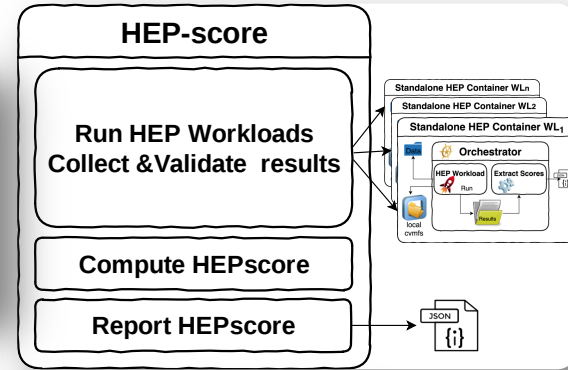 HEP-score
Run HEP Workloads
Collect &Validate  results
Compute HEPscore
Report HEPscore
Standalone HEP Container WLn
Standalone HEP Container WL2
Standalone HEP Container WL1
Orchestrator
Data
HEP Workload
Run
Extract Scores
Results
local
cvmfs
{i}
JSON
{i}